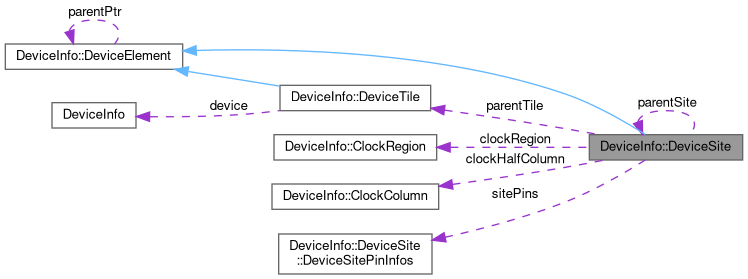 parentPtr
DeviceInfo::DeviceElement
DeviceInfo
device
DeviceInfo::DeviceTile
parentTile
parentSite
DeviceInfo::ClockRegion
clockRegion
DeviceInfo::DeviceSite
clockHalfColumn
DeviceInfo::ClockColumn
sitePins
DeviceInfo::DeviceSite
::DeviceSitePinInfos